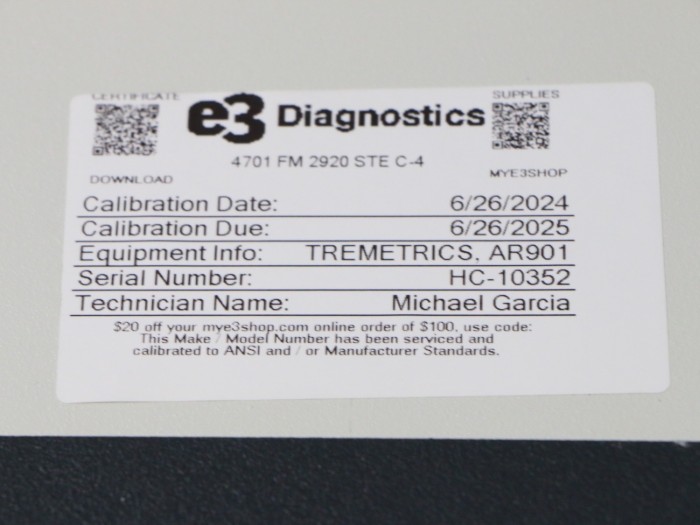 CERTIFICATE
SUPPLIES
e3 Diagnostics
4701 FM 2920 STE C-4
DOWNLOAD
MYE3SHOP
Calibration Date: 6/26/2024
Calibration Due: 6/26/2025
Equipment Info: TREMETRICS, AR901
Serial Number: HC-10352
Technician Name: Michael Garcia
$20 off your mye3shop.com online order of $100, use code:
This Make / Model Number has been serviced and
calibrated to ANSI and / or Manufacturer Standards.